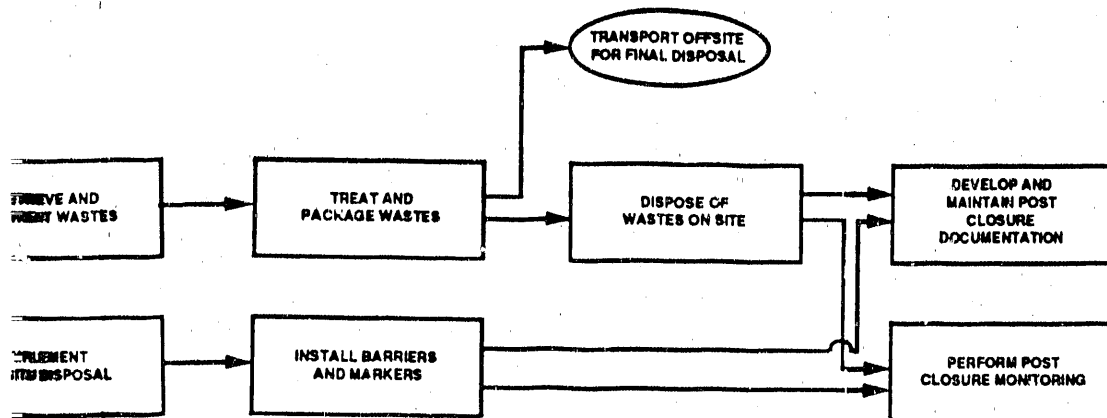 TRANSPORT OFFSITE
FOR FINAL DISPOSAL
AND
WASTES
TREAT AND
PACKAGE WASTES
DISPOSE OF
WASTES ON SITE
DEVELOP AND
MAINTAIN POST
CLOSURE
DOCUMENTATION
DISPOSAL
INSTALL BARRIERS
AND MARKERS
PERFORM POST
CLOSURE MONITORING